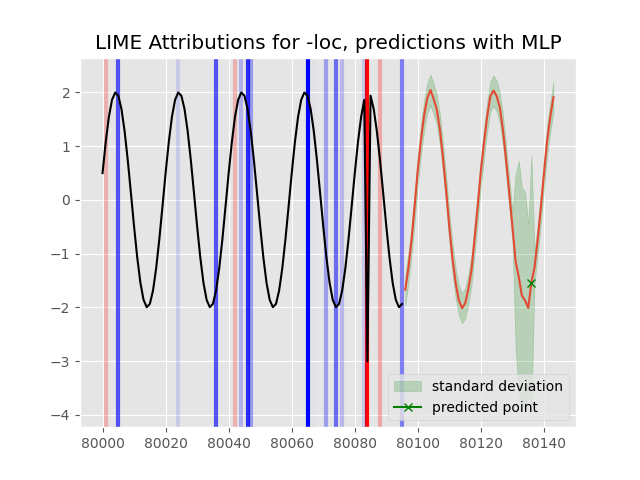 LIME Attributions for -loc, predictions with MLP
2
1
0
−1
−2
−3
−4
standard deviation
predicted point
80000 80020 80040 80060 80080 80100 80120 80140